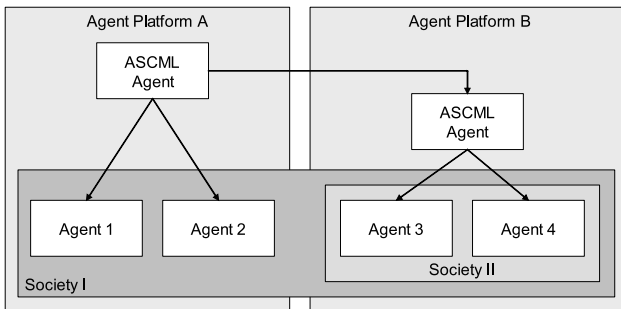 Agent Platform A
Agent Platform B
ASCML
Agent
ASCML
Agent
Agent 1
Agent 2
Agent 3
Agent 4
Society II
Society I